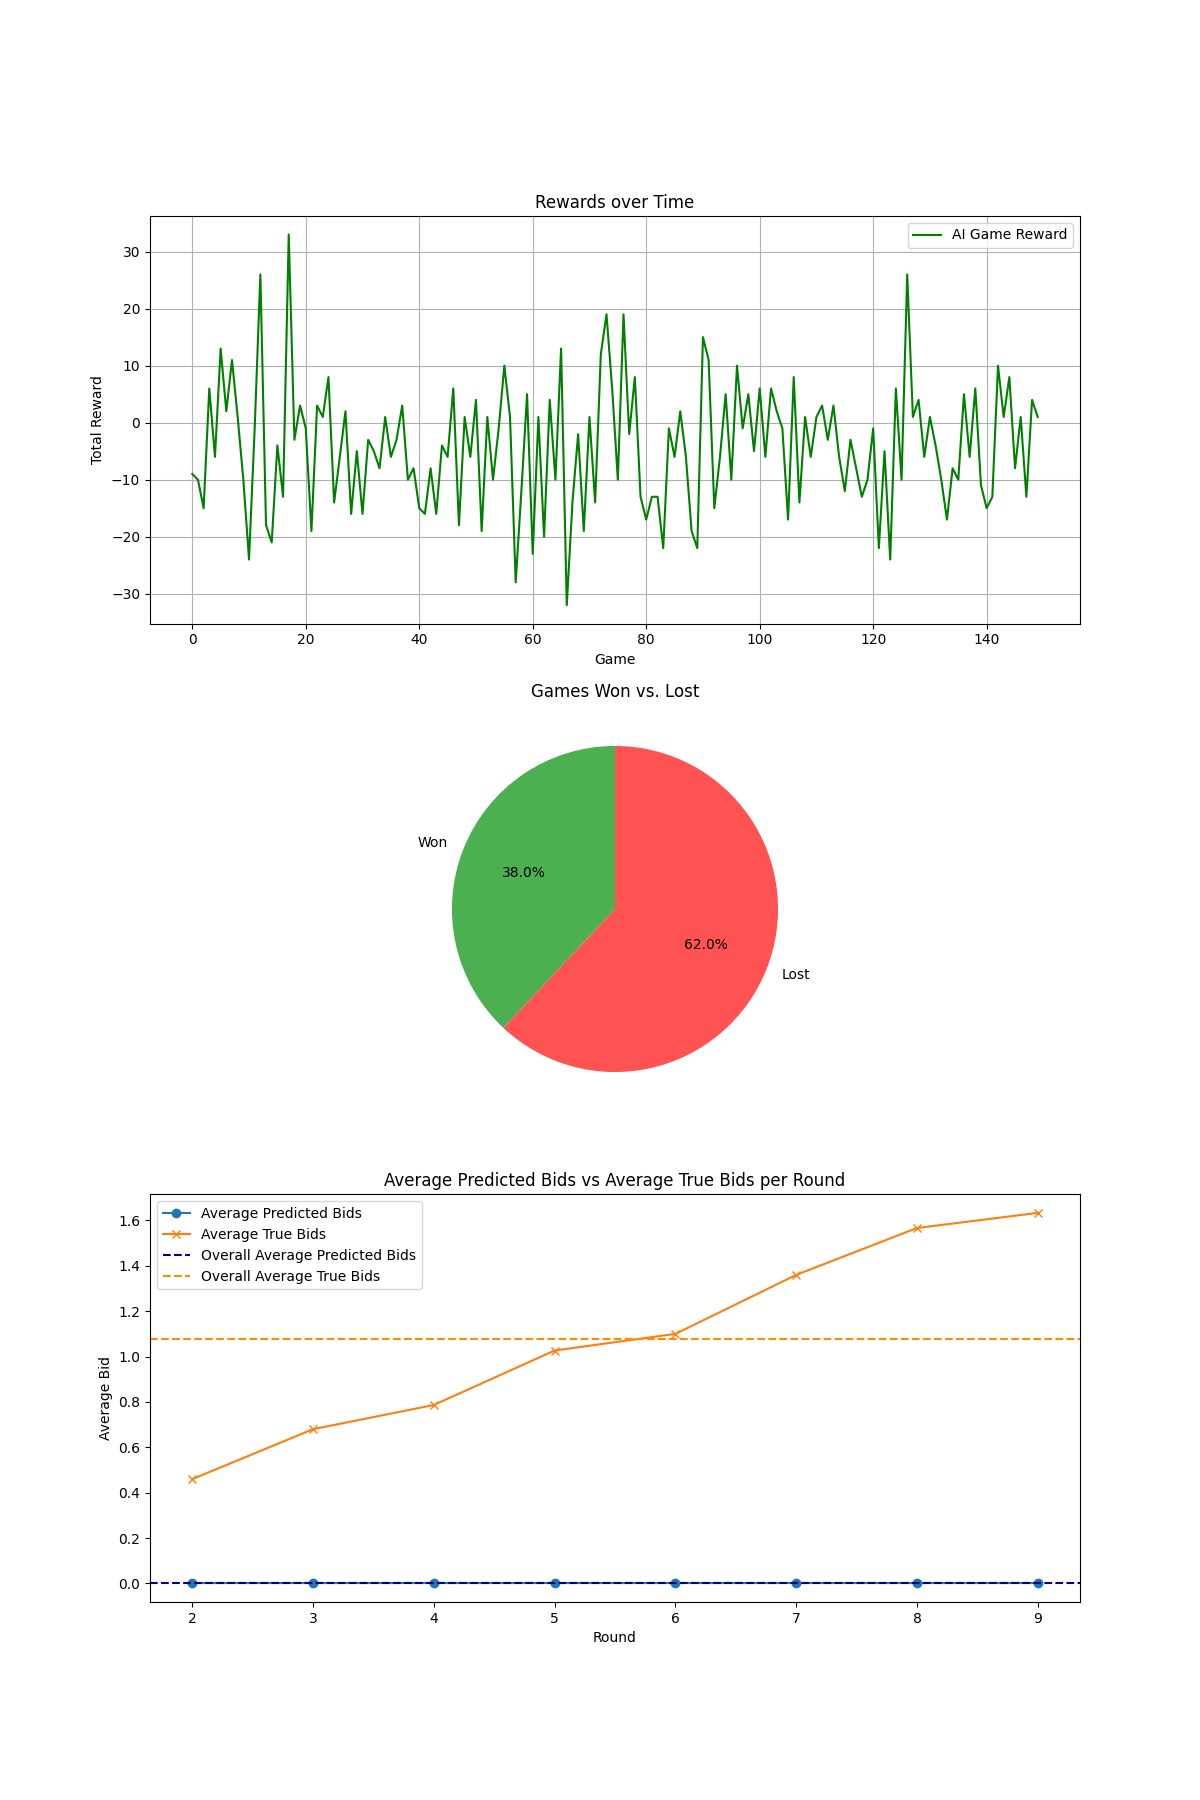 Rewards over Time
AI Game Reward
Total Reward
30
20
10
0
−10
−20
−30
0 20 40 60 80 100 120 140
Game
Games Won vs. Lost
Won
38.0%
62.0%
Lost
Average Predicted Bids vs Average True Bids per Round
Average Predicted Bids
Average True Bids
Overall Average Predicted Bids
Overall Average True Bids
Average Bid
1.6
1.4
1.2
1.0
0.8
0.6
0.4
0.2
0.0
2 3 4 5 6 7 8 9
Round